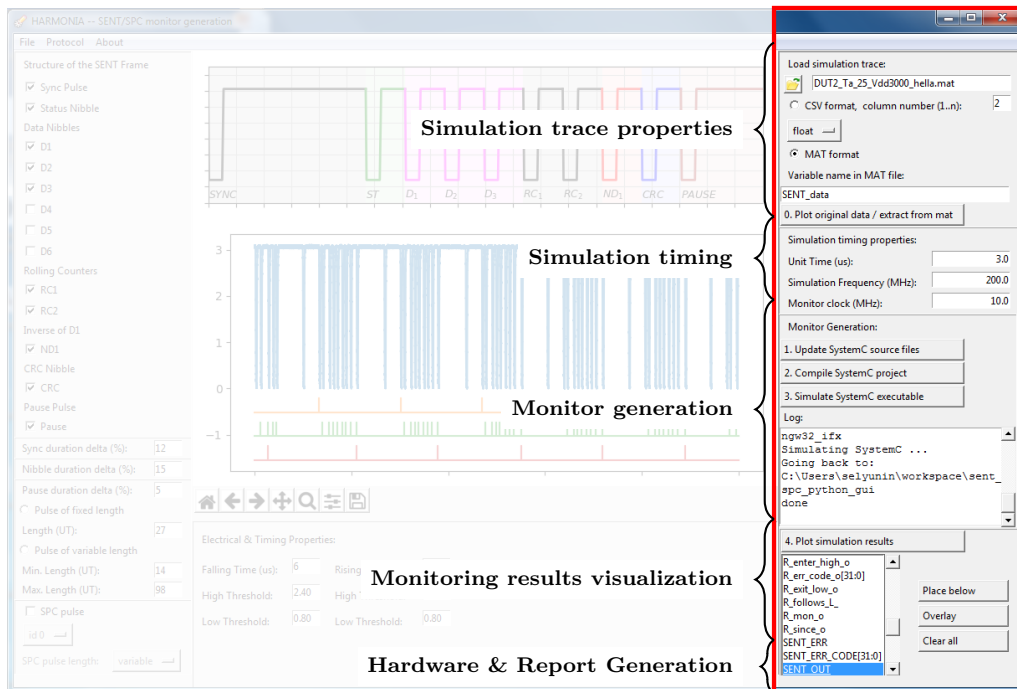 HARMONIA -- SENT/SPC monitor generation
File Protocol About
Structure of the SENT Frame
Sync Pulse
Status Nibble
Data Nibbles
D1
D2
D3
D4
D5
D6
Rolling Counters
RC1
RC2
Inverse of D1
ND1
CRC Nibble
CRC
Pause Pulse
Pause
Sync duration delta (%): 12
Nibble duration delta (%): 15
Pause duration delta (%): 5
Pulse of fixed length
Length (UT): 27
Pulse of variable length
Min. Length (UT): 14
Max. Length (UT): 98
SPC pulse
id 0
SPC pulse length: variable
SYNC ST D1 D2 D3 RC1 RC2 ND1 CRC PAUSE
3
2
1
0
−1
Electrical & Timing Properties:
Falling Time (us): 6 Rising
High Threshold: 2.40 High
Low Threshold: 0.80 Low Threshold: 0.80
Simulation trace properties
Simulation timing
Monitor generation
Monitoring results visualization
Hardware & Report Generation
Load simulation trace:
DUT2_Ta_25_Vdd3000_hella.mat
CSV format, column number (1..n): 2
float
MAT format
Variable name in MAT file:
SENT_data
0. Plot original data / extract from mat
Simulation timing properties:
Unit Time (us): 3.0
Simulation Frequency (MHz): 200.0
Monitor clock (MHz): 10.0
Monitor Generation:
1. Update SystemC source files
2. Compile SystemC project
3. Simulate SystemC executable
Log:
ngw32_ifx
Simulating SystemC ...
Going back to:
C:\Users\selyunin\workspace\sent_
spc_python_gui
done
4. Plot simulation results
R_enter_high_o
R_err_code_o[31:0]
R_exit_low_o
R_follows_L_
R_mon_o
R_since_o
SENT_ERR
SENT_ERR_CODE[31:0]
SENT_OUT
Place below
Overlay
Clear all